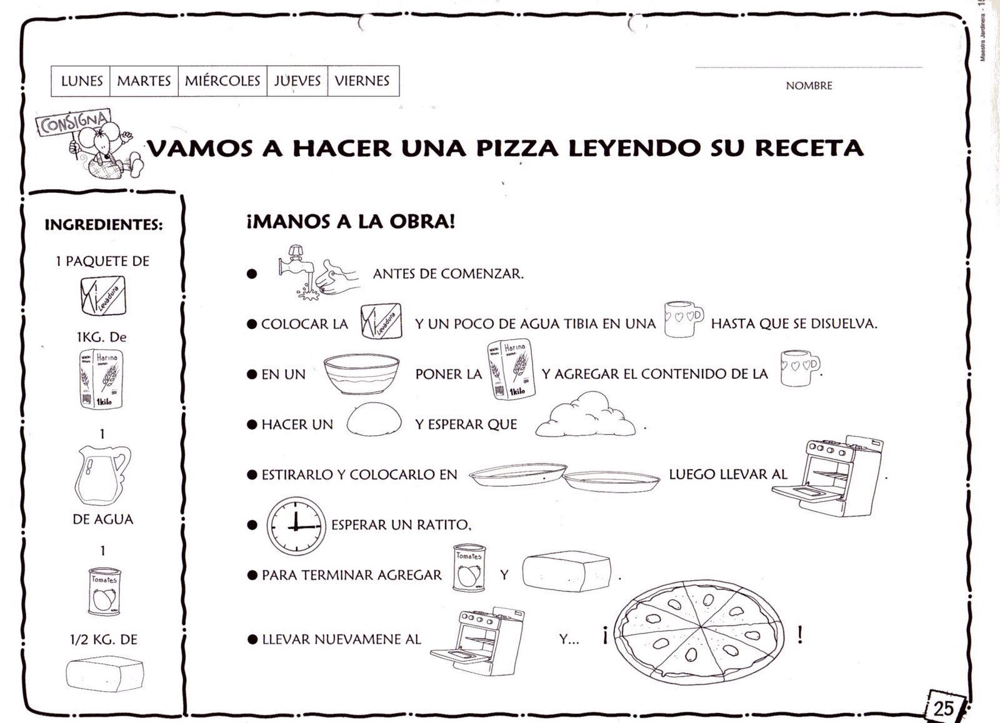 Maestra Jardinera - 15
LUNES MARTES MIÉRCOLES JUEVES VIERNES
NOMBRE
CONSIGNA
VAMOS A HACER UNA PIZZA LEYENDO SU RECETA
INGREDIENTES:
1 PAQUETE DE
Levadura
1KG. De
Harina
000
1kilo
1
DE AGUA
1
Tomates
1/2 KG. DE
¡MANOS A LA OBRA!
● ANTES DE COMENZAR.
● COLOCAR LA Levadura Y UN POCO DE AGUA TIBIA EN UNA HASTA QUE SE DISUELVA.
● EN UN PONER LA Harina 000 1kilo Y AGREGAR EL CONTENIDO DE LA .
● HACER UN Y ESPERAR QUE .
● ESTIRARLO Y COLOCARLO EN LUEGO LLEVAR AL .
● ESPERAR UN RATITO,
● PARA TERMINAR AGREGAR Tomates Y .
● LLEVAR NUEVAMENE AL Y... ¡ !
25